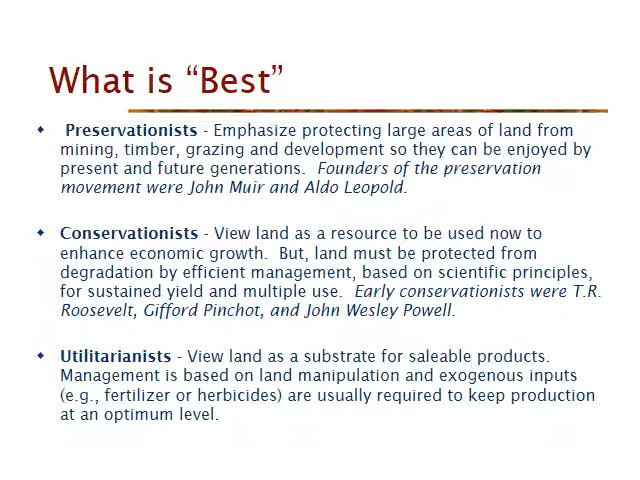 What is “Best”
Preservationists - Emphasize protecting large areas of land from
mining, timber, grazing and development so they can be enjoyed by
present and future generations.  Founders of the preservation
movement were John Muir and Aldo Leopold.
Conservationists - View land as a resource to be used now to
enhance economic growth.  But, land must be protected from
degradation by efficient management, based on scientific principles,
for sustained yield and multiple use.  Early conservationists were T.R.
Roosevelt, Gifford Pinchot, and John Wesley Powell.
Utilitarianists - View land as a substrate for saleable products.
Management is based on land manipulation and exogenous inputs
(e.g., fertilizer or herbicides) are usually required to keep production
at an optimum level.